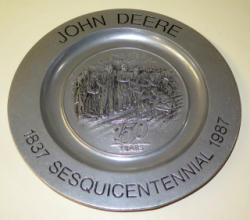 JOHN DEERE
150
YEARS
1837 SESQUICENTENNIAL 1987